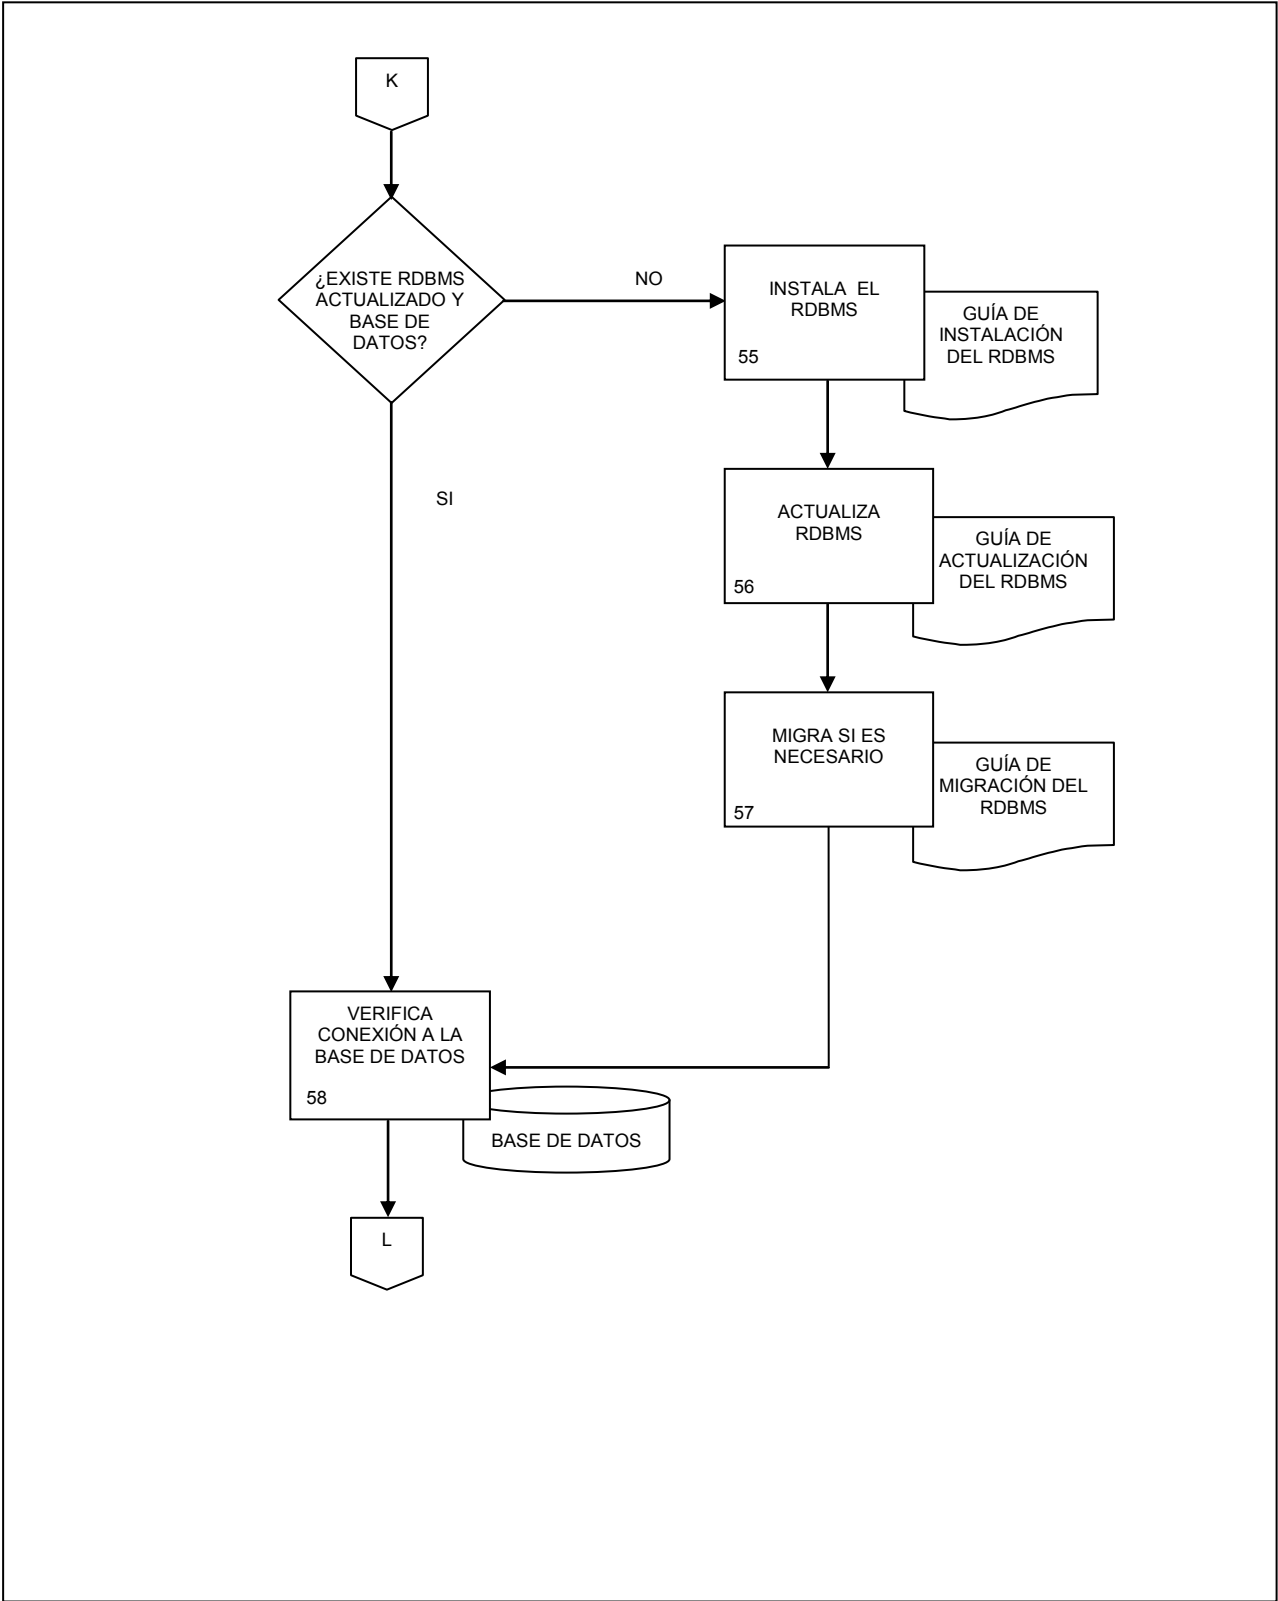 K
¿EXISTE RDBMS
ACTUALIZADO Y
BASE DE
DATOS?
NO
INSTALA EL
RDBMS
55
GUÍA DE
INSTALACIÓN
DEL RDBMS
SI
ACTUALIZA
RDBMS
56
GUÍA DE
ACTUALIZACIÓN
DEL RDBMS
MIGRA SI ES
NECESARIO
57
GUÍA DE
MIGRACIÓN DEL
RDBMS
VERIFICA
CONEXIÓN A LA
BASE DE DATOS
58
BASE DE DATOS
L